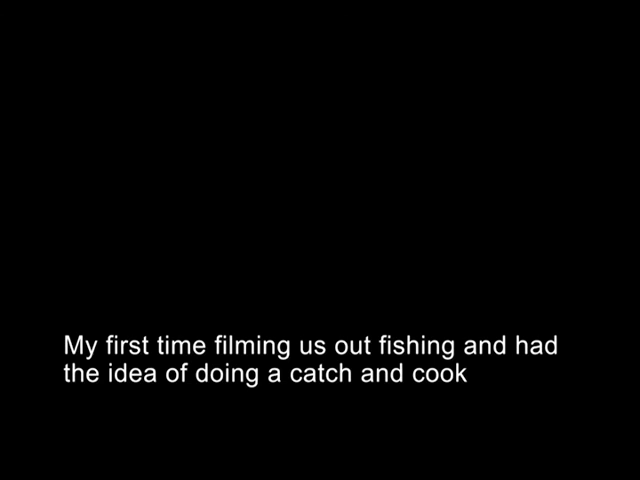 My first time filming us out fishing and had
the idea of doing a catch and cook